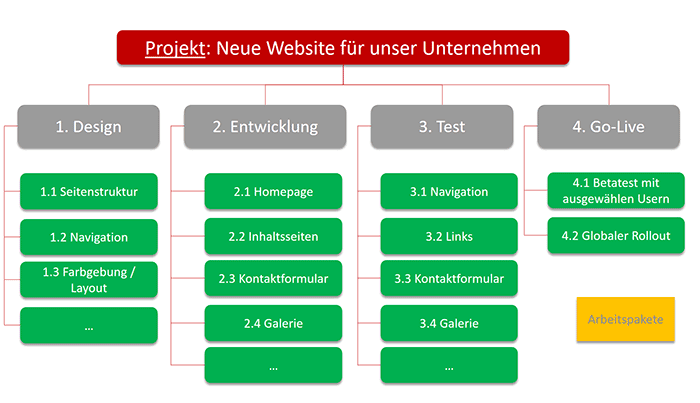 Projekt: Neue Website für unser Unternehmen
1. Design
2. Entwicklung
3. Test
4. Go-Live
1.1 Seitenstruktur
1.2 Navigation
1.3 Farbgebung /
Layout
...
2.1 Homepage
2.2 Inhaltsseiten
2.3 Kontaktformular
2.4 Galerie
...
3.1 Navigation
3.2 Links
3.3 Kontaktformular
3.4 Galerie
...
4.1 Betatest mit
ausgewählen Usern
4.2 Globaler Rollout
Arbeitspakete